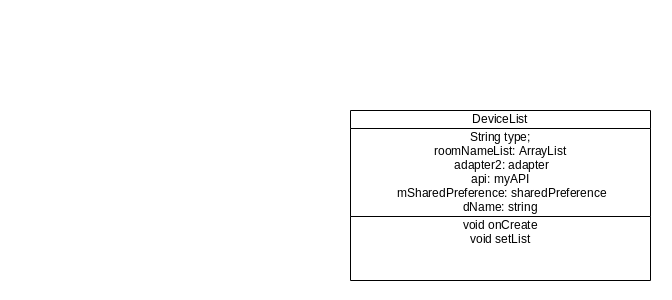 DeviceList
String type;
roomNameList: ArrayList
adapter2: adapter
api: myAPI
mSharedPreference: sharedPreference
dName: string
void onCreate
void setList